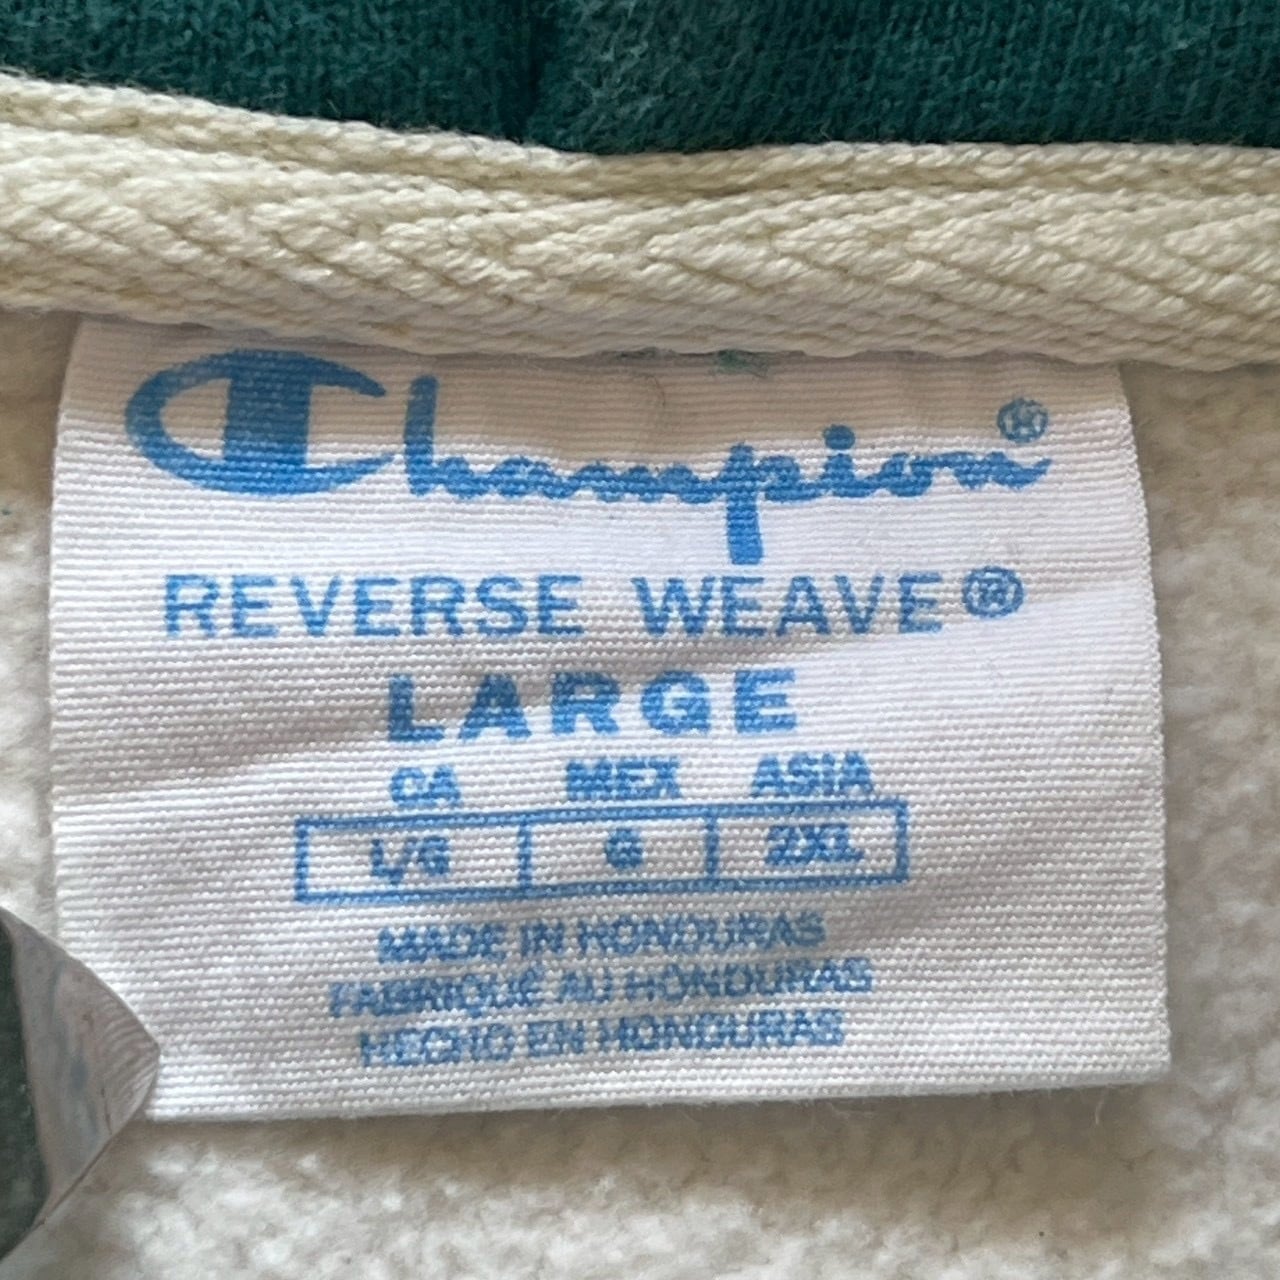 Champion®
REVERSE WEAVE®
LARGE
CA MEX ASIA
L/G G 2XL
MADE IN HONDURAS
FABRIQUÉ AU HONDURAS
HECHO EN HONDURAS